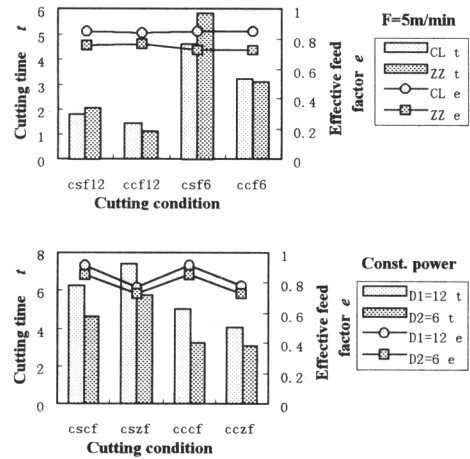 F=5m/min
6
5
4
3
2
1
0
Cutting time t
1
0.8
0.6
0.4
0.2
0
Effective feed
factor e
CL t
ZZ t
CL e
ZZ e
csf12 ccf12 csf6 ccf6
Cutting condition
Const. power
8
6
4
2
0
Cutting time t
1
0.8
0.6
0.4
0.2
0
Effective feed
factor e
D1=12 t
D2=6 t
D1=12 e
D2=6 e
cscf cszf cccf cczf
Cutting condition